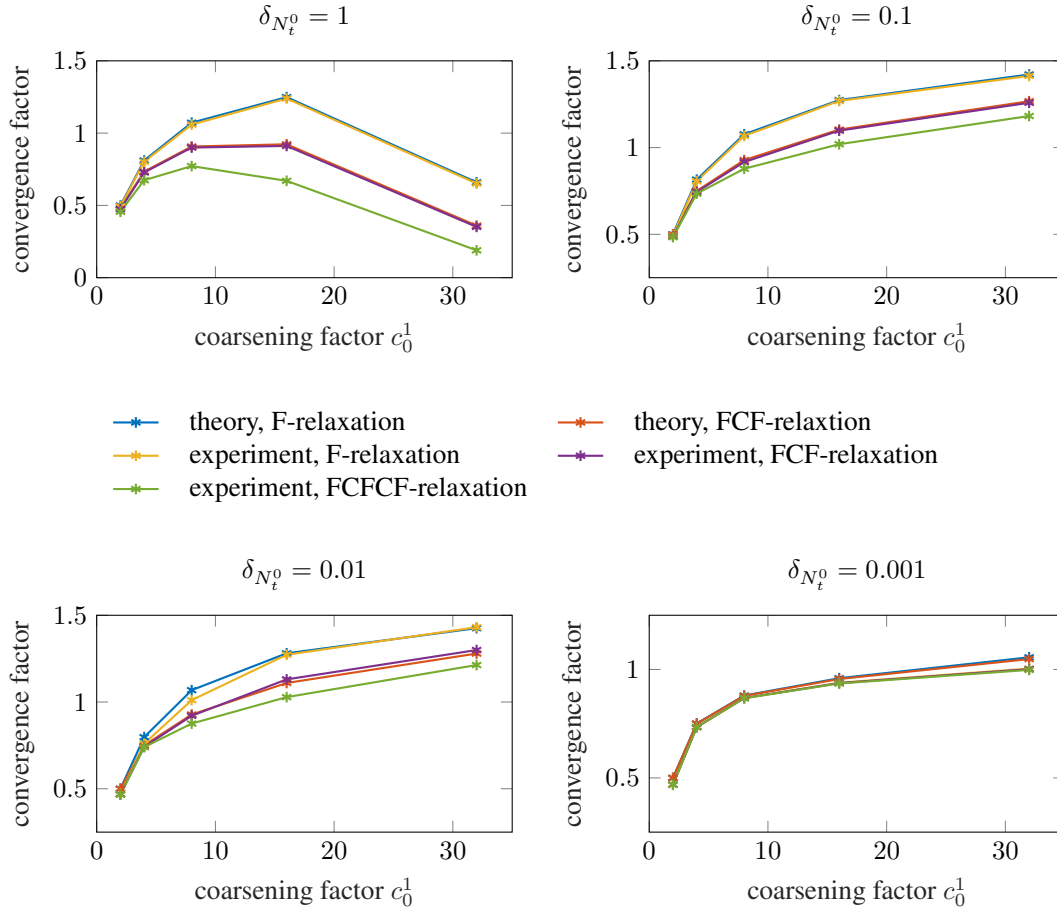 δ_{N_t^0} = 1
1.5
1
0.5
0
0
10
20
30
convergence factor
coarsening factor c_0^1
δ_{N_t^0} = 0.1
1.5
1
0.5
0
10
20
30
convergence factor
coarsening factor c_0^1
theory, F-relaxation
theory, FCF-relaxtion
experiment, F-relaxation
experiment, FCF-relaxation
experiment, FCFCF-relaxation
δ_{N_t^0} = 0.01
1.5
1
0.5
0
10
20
30
convergence factor
coarsening factor c_0^1
δ_{N_t^0} = 0.001
1
0.5
0
10
20
30
convergence factor
coarsening factor c_0^1